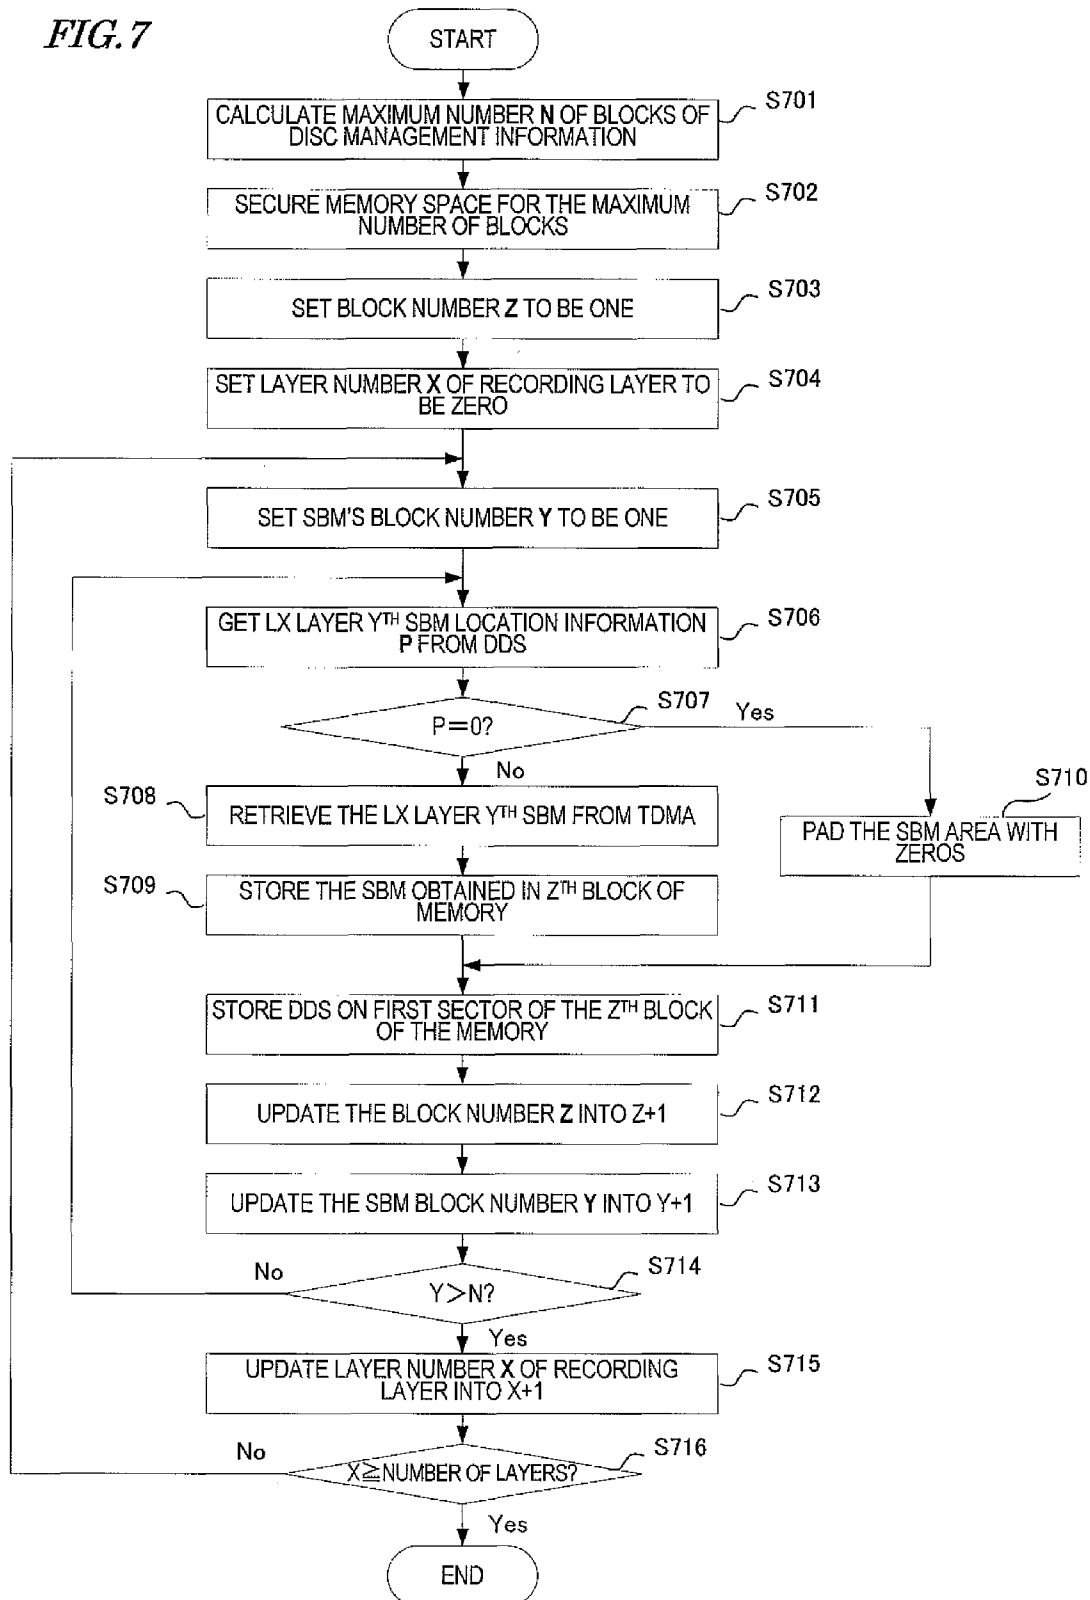 FIG.7
START
CALCULATE MAXIMUM NUMBER N OF BLOCKS OF
DISC MANAGEMENT INFORMATION
S701
SECURE MEMORY SPACE FOR THE MAXIMUM
NUMBER OF BLOCKS
S702
SET BLOCK NUMBER Z TO BE ONE
S703
SET LAYER NUMBER X OF RECORDING LAYER TO
BE ZERO
S704
SET SBM'S BLOCK NUMBER Y TO BE ONE
S705
GET LX LAYER YTH SBM LOCATION INFORMATION
P FROM DDS
S706
P=0?
S707
Yes
No
S708
RETRIEVE THE LX LAYER YTH SBM FROM TDMA
S710
PAD THE SBM AREA WITH
ZEROS
S709
STORE THE SBM OBTAINED IN ZTH BLOCK OF
MEMORY
STORE DDS ON FIRST SECTOR OF THE ZTH BLOCK
OF THE MEMORY
S711
UPDATE THE BLOCK NUMBER Z INTO Z+1
S712
UPDATE THE SBM BLOCK NUMBER Y INTO Y+1
S713
No
Y>N?
S714
Yes
UPDATE LAYER NUMBER X OF RECORDING
LAYER INTO X+1
S715
No
X≧NUMBER OF LAYERS?
S716
Yes
END